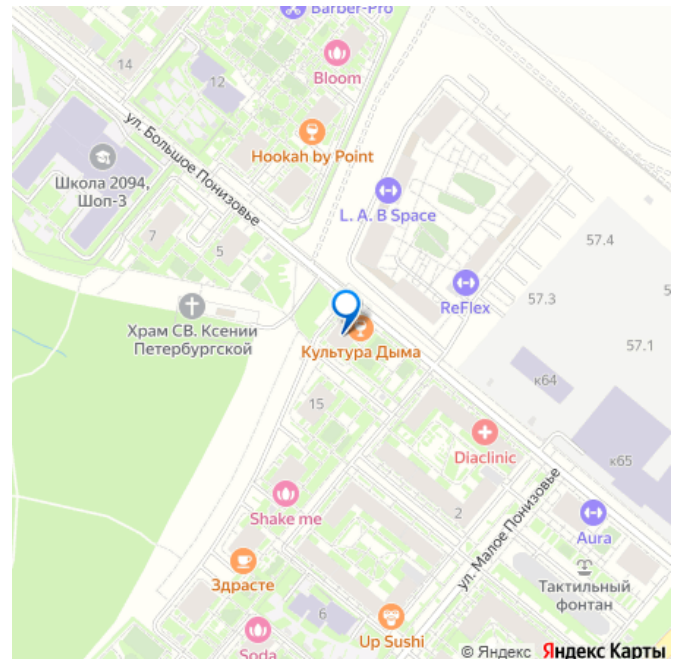 Barber-Pro
14
12
Bloom
ул. Большое Понизовье
Hookah by Point
Школа 2094,
Шоп-3
L. A. B Space
7
5
57.4
57.3
5
ReFlex
Храм СВ. Ксении
Петербургской
Культура Дыма
57.1
к64
15
Diaclinic
к65
2
Shake me
ул. Малое Понизовье
Aura
Здрасте
Тактильный
фонтан
6
Up Sushi
Soda
© Яндекс Яндекс Карты